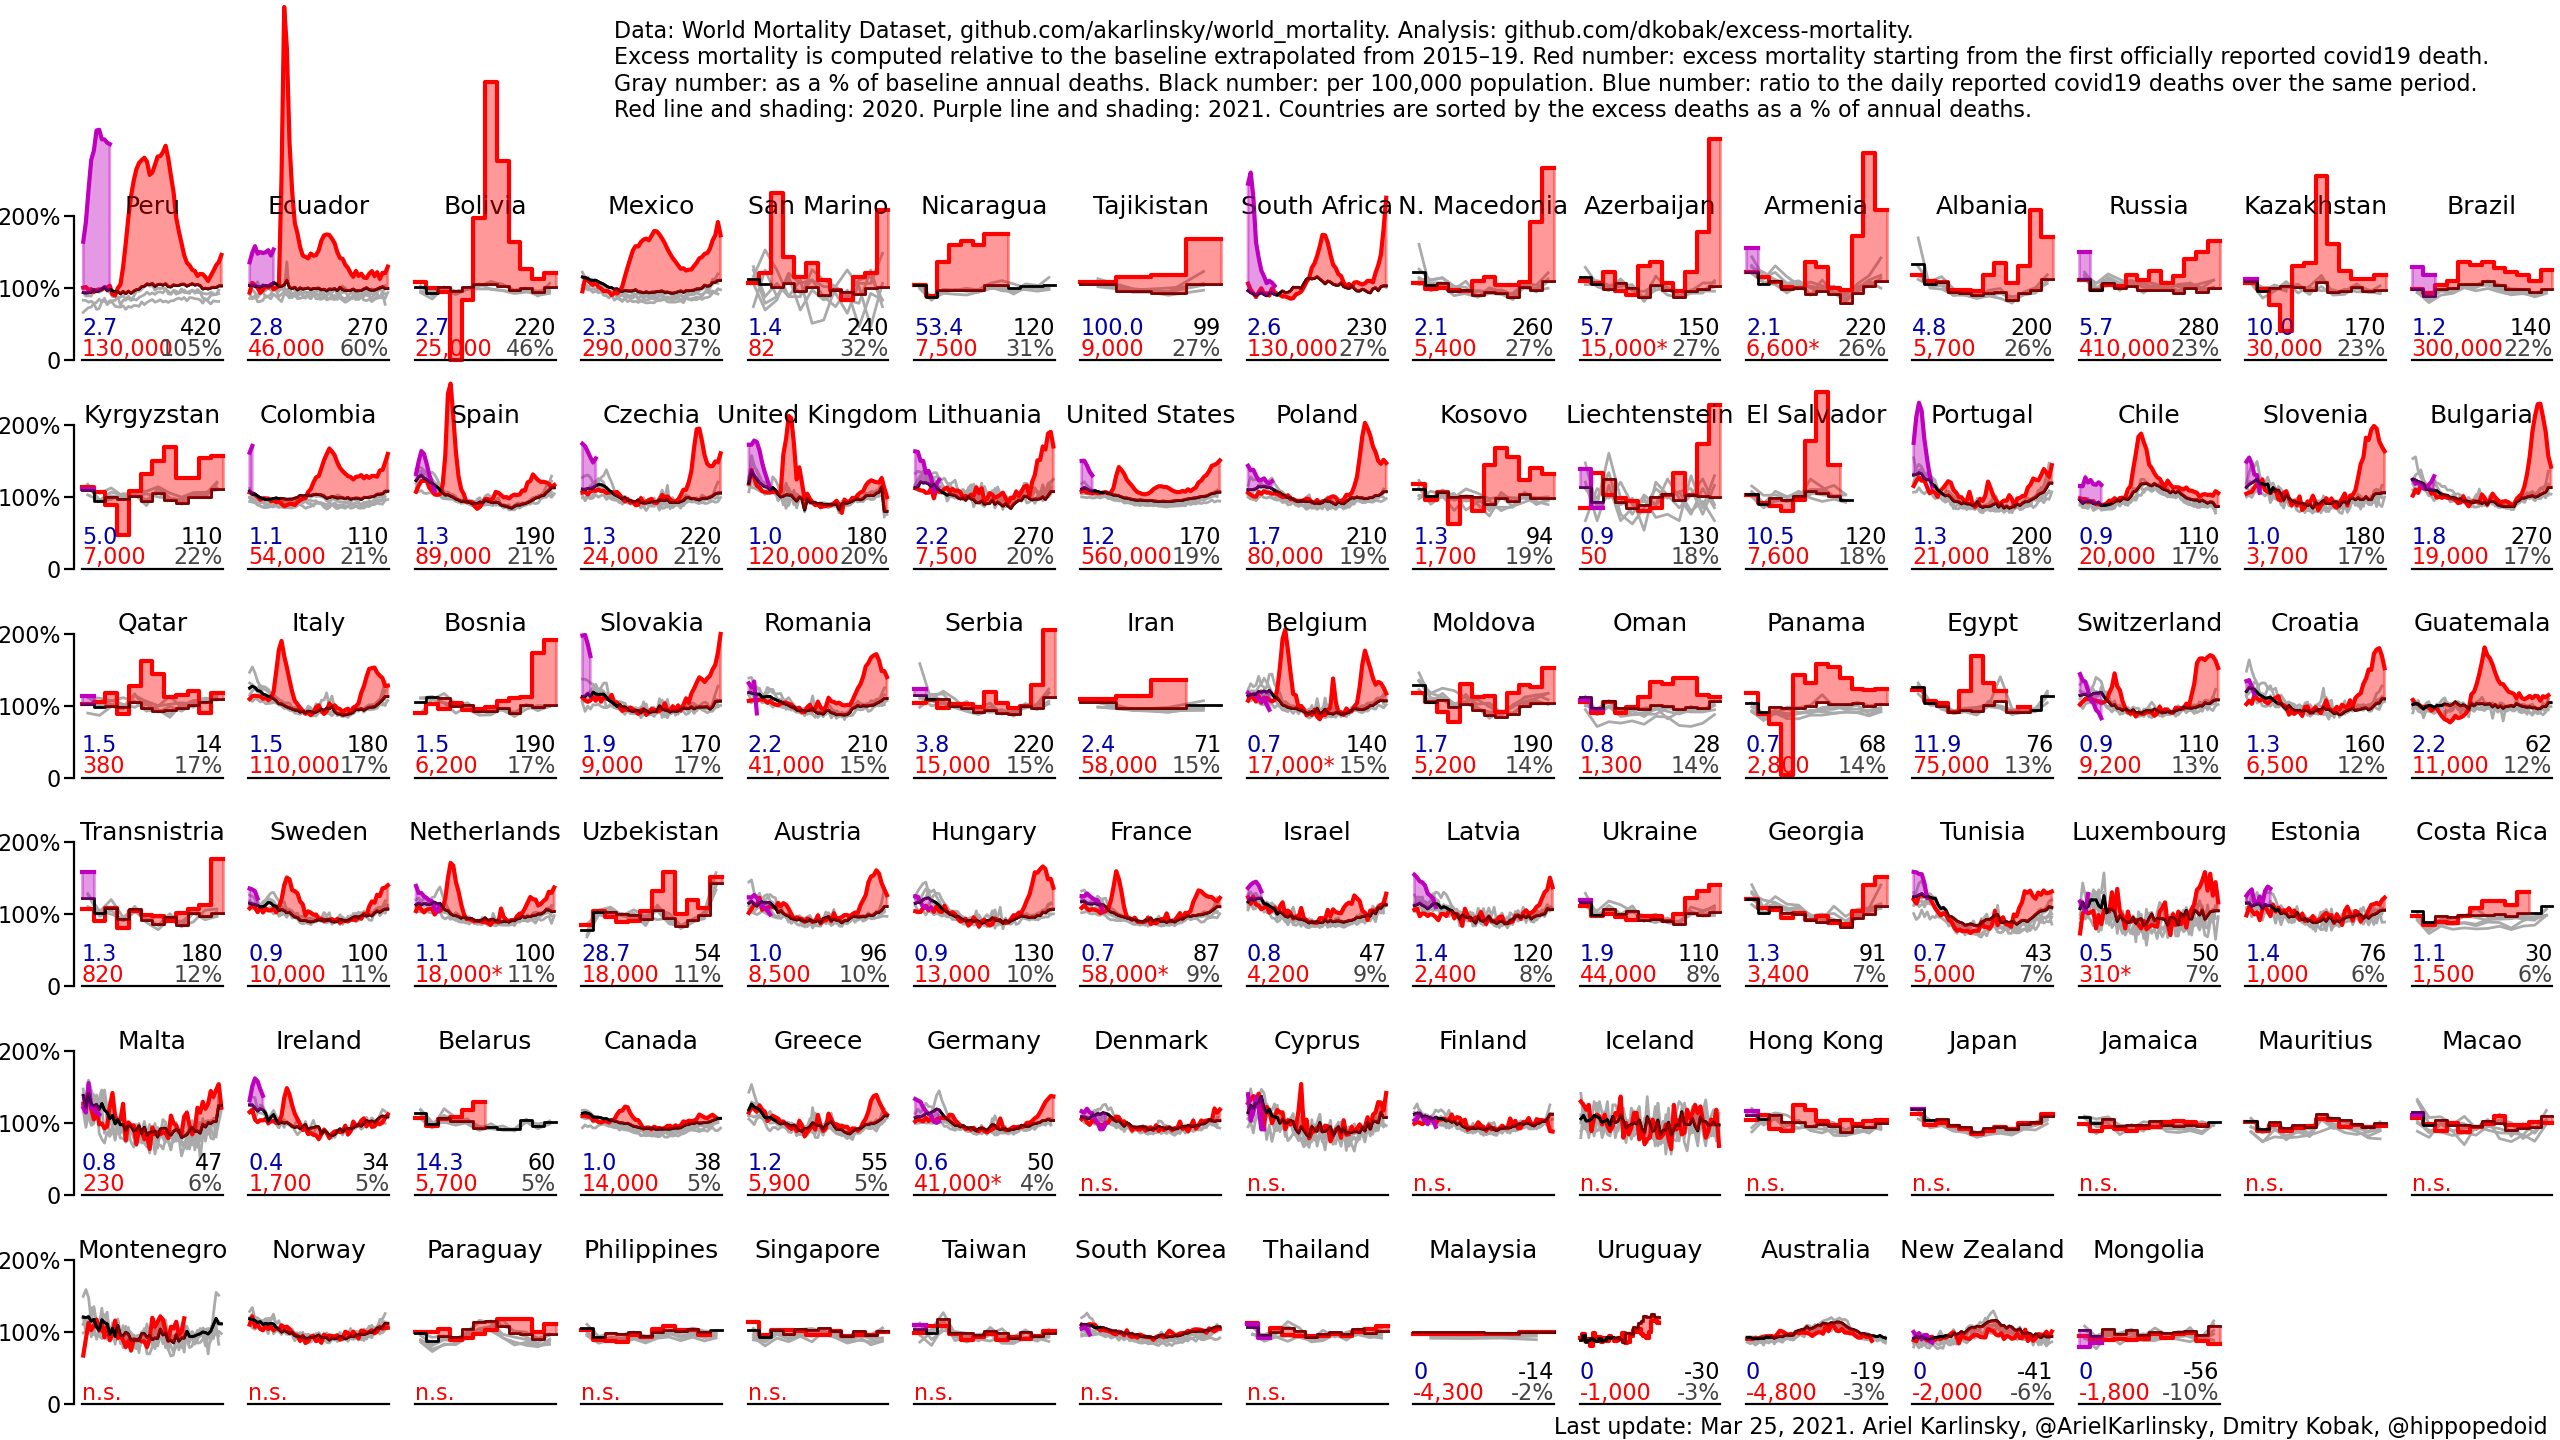 Data: World Mortality Dataset, github.com/akarlinsky/world_mortality. Analysis: github.com/dkobak/excess-mortality.
Excess mortality is computed relative to the baseline extrapolated from 2015–19. Red number: excess mortality starting from the first officially reported covid19 death.
Gray number: as a % of baseline annual deaths. Black number: per 100,000 population. Blue number: ratio to the daily reported covid19 deaths over the same period.
Red line and shading: 2020. Purple line and shading: 2021. Countries are sorted by the excess deaths as a % of annual deaths.
Peru Ecuador Bolivia Mexico San Marino Nicaragua Tajikistan South Africa N. Macedonia Azerbaijan Armenia Albania Russia Kazakhstan Brazil
200%
100%
2.7 420 2.8 270 2.7 220 2.3 230 1.4 240 53.4 120 100.0 99 2.6 230 2.1 260 5.7 150 2.1 220 4.8 200 5.7 280 10.0 170 1.2 140
0 130,000 105% 46,000 60% 25,000 46% 290,000 37% 82 32% 7,500 31% 9,000 27% 130,000 27% 5,400 27% 15,000* 27% 6,600* 26% 5,700 26% 410,000 23% 30,000 23% 300,000 22%
Kyrgyzstan Colombia Spain Czechia United Kingdom Lithuania United States Poland Kosovo Liechtenstein El Salvador Portugal Chile Slovenia Bulgaria
200%
100%
5.0 110 1.1 110 1.3 190 1.3 220 1.0 180 2.2 270 1.2 170 1.7 210 1.3 94 0.9 130 10.5 120 1.3 200 0.9 110 1.0 180 1.8 270
0 7,000 22% 54,000 21% 89,000 21% 24,000 21% 120,000 20% 7,500 20% 560,000 19% 80,000 19% 1,700 19% 50 18% 7,600 18% 21,000 18% 20,000 17% 3,700 17% 19,000 17%
Qatar Italy Bosnia Slovakia Romania Serbia Iran Belgium Moldova Oman Panama Egypt Switzerland Croatia Guatemala
200%
100%
1.5 14 1.5 180 1.5 190 1.9 170 2.2 210 3.8 220 2.4 71 0.7 140 1.7 190 0.8 28 0.7 68 11.9 76 0.9 110 1.3 160 2.2 62
0 380 17% 110,000 17% 6,200 17% 9,000 17% 41,000 15% 15,000 15% 58,000 15% 17,000* 15% 5,200 14% 1,300 14% 2,800 14% 75,000 13% 9,200 13% 6,500 12% 11,000 12%
Transnistria Sweden Netherlands Uzbekistan Austria Hungary France Israel Latvia Ukraine Georgia Tunisia Luxembourg Estonia Costa Rica
200%
100%
1.3 180 0.9 100 1.1 100 28.7 54 1.0 96 0.9 130 0.7 87 0.8 47 1.4 120 1.9 110 1.3 91 0.7 43 0.5 50 1.4 76 1.1 30
0 820 12% 10,000 11% 18,000* 11% 18,000 11% 8,500 10% 13,000 10% 58,000* 9% 4,200 9% 2,400 8% 44,000 8% 3,400 7% 5,000 7% 310* 7% 1,000 6% 1,500 6%
Malta Ireland Belarus Canada Greece Germany Denmark Cyprus Finland Iceland Hong Kong Japan Jamaica Mauritius Macao
200%
100%
0.8 47 0.4 34 14.3 60 1.0 38 1.2 55 0.6 50
0 230 6% 1,700 5% 5,700 5% 14,000 5% 5,900 5% 41,000* 4% n.s. n.s. n.s. n.s. n.s. n.s. n.s. n.s. n.s.
Montenegro Norway Paraguay Philippines Singapore Taiwan South Korea Thailand Malaysia Uruguay Australia New Zealand Mongolia
200%
100%
0 -14 0 -30 0 -19 0 -41 0 -56
0 n.s. n.s. n.s. n.s. n.s. n.s. n.s. n.s. -4,300 -2% -1,000 -3% -4,800 -3% -2,000 -6% -1,800 -10%
Last update: Mar 25, 2021. Ariel Karlinsky, @ArielKarlinsky, Dmitry Kobak, @hippopedoid